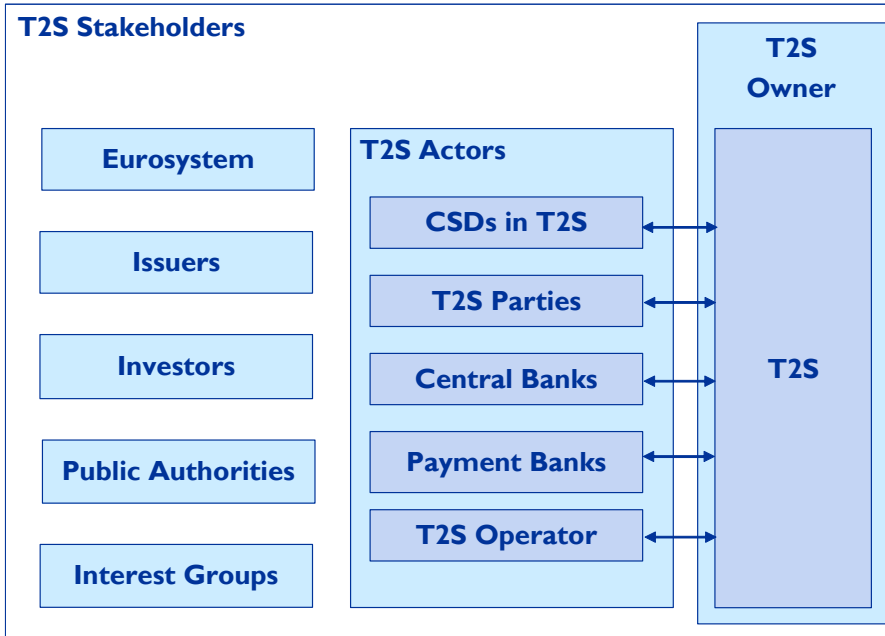 T2S Stakeholders
T2S
Owner
Eurosystem
Issuers
Investors
Public Authorities
Interest Groups
T2S Actors
CSDs in T2S
T2S Parties
Central Banks
Payment Banks
T2S Operator
T2S